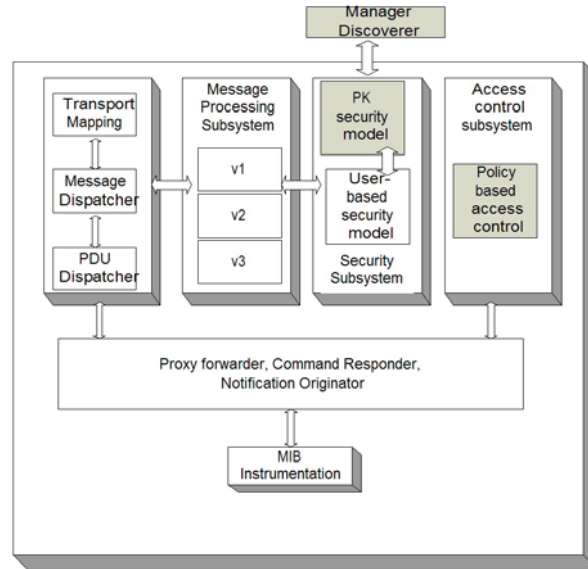 Manager
Discoverer
Transport
Mapping
Message
Dispatcher
PDU
Dispatcher
Message
Processing
Subsystem
v1
v2
v3
PK
security
model
User-
based
security
model
Security
Subsystem
Access
control
subsystem
Policy
based
access
control
Proxy forwarder, Command Responder,
Notification Originator
MIB
Instrumentation